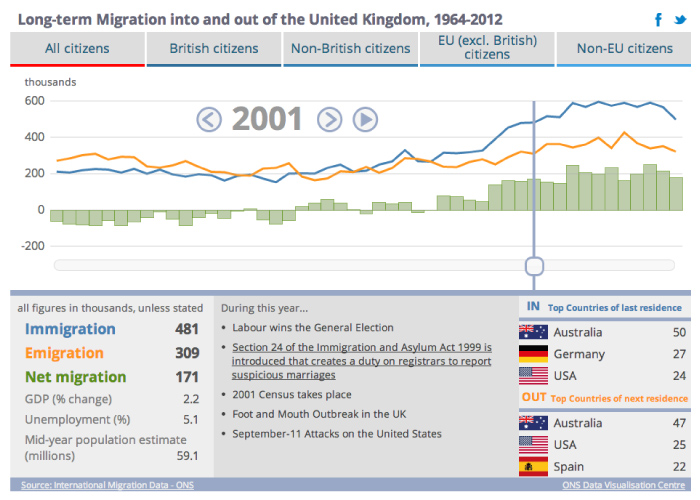 Long-term Migration into and out of the United Kingdom, 1964-2012
All citizens
British citizens
Non-British citizens
EU (excl. British)
citizens
Non-EU citizens
thousands
600
400
200
0
-200
2001
all figures in thousands, unless stated
Immigration 481
Emigration 309
Net migration 171
GDP (% change) 2.2
Unemployment (%) 5.1
Mid-year population estimate
(millions) 59.1
During this year...
• Labour wins the General Election
• Section 24 of the Immigration and Asylum Act 1999 is
introduced that creates a duty on registrars to report
suspicious marriages
• 2001 Census takes place
• Foot and Mouth Outbreak in the UK
• September-11 Attacks on the United States
IN Top Countries of last residence
Australia 50
Germany 27
USA 24
OUT Top Countries of next residence
Australia 47
USA 25
Spain 22
Source: International Migration Data - ONS
ONS Data Visualisation Centre